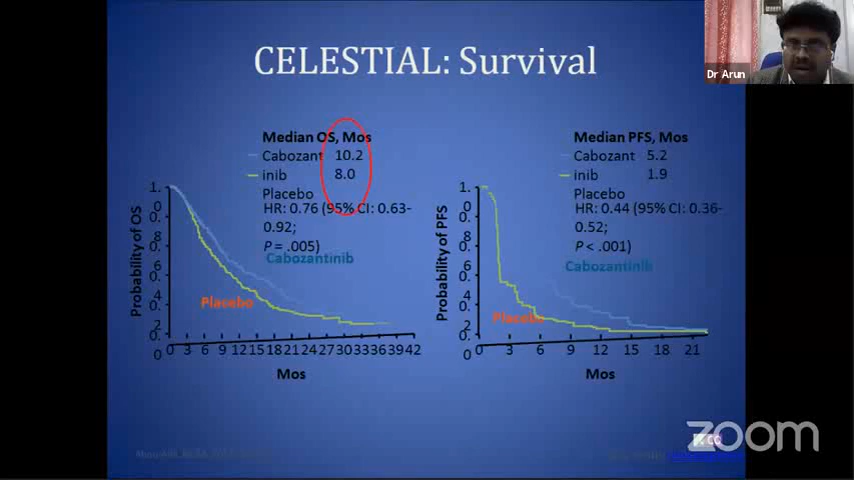 CELESTIAL: Survival
Dr Arun
Median OS, Mos
Cabozant 10.2
inib 8.0
Placebo
HR: 0.76 (95% CI: 0.63-
0.92;
P = .005)
Cabozantinib
Placebo
Probability of OS
1.
0
0.
8
0.
6
0.
4
0.
2
0.
0
0 3 6 9 12 15 18 21 24 27 30 33 36 39 42
Mos
Median PFS, Mos
Cabozant 5.2
inib 1.9
Placebo
HR: 0.44 (95% CI: 0.36-
0.52;
P < .001)
Cabozantinib
Placebo
Probability of PFS
1.
0
0.
8
0.
6
0.
4
0.
2
0.
0
0 3 6 9 12 15 18 21
Mos
zoom